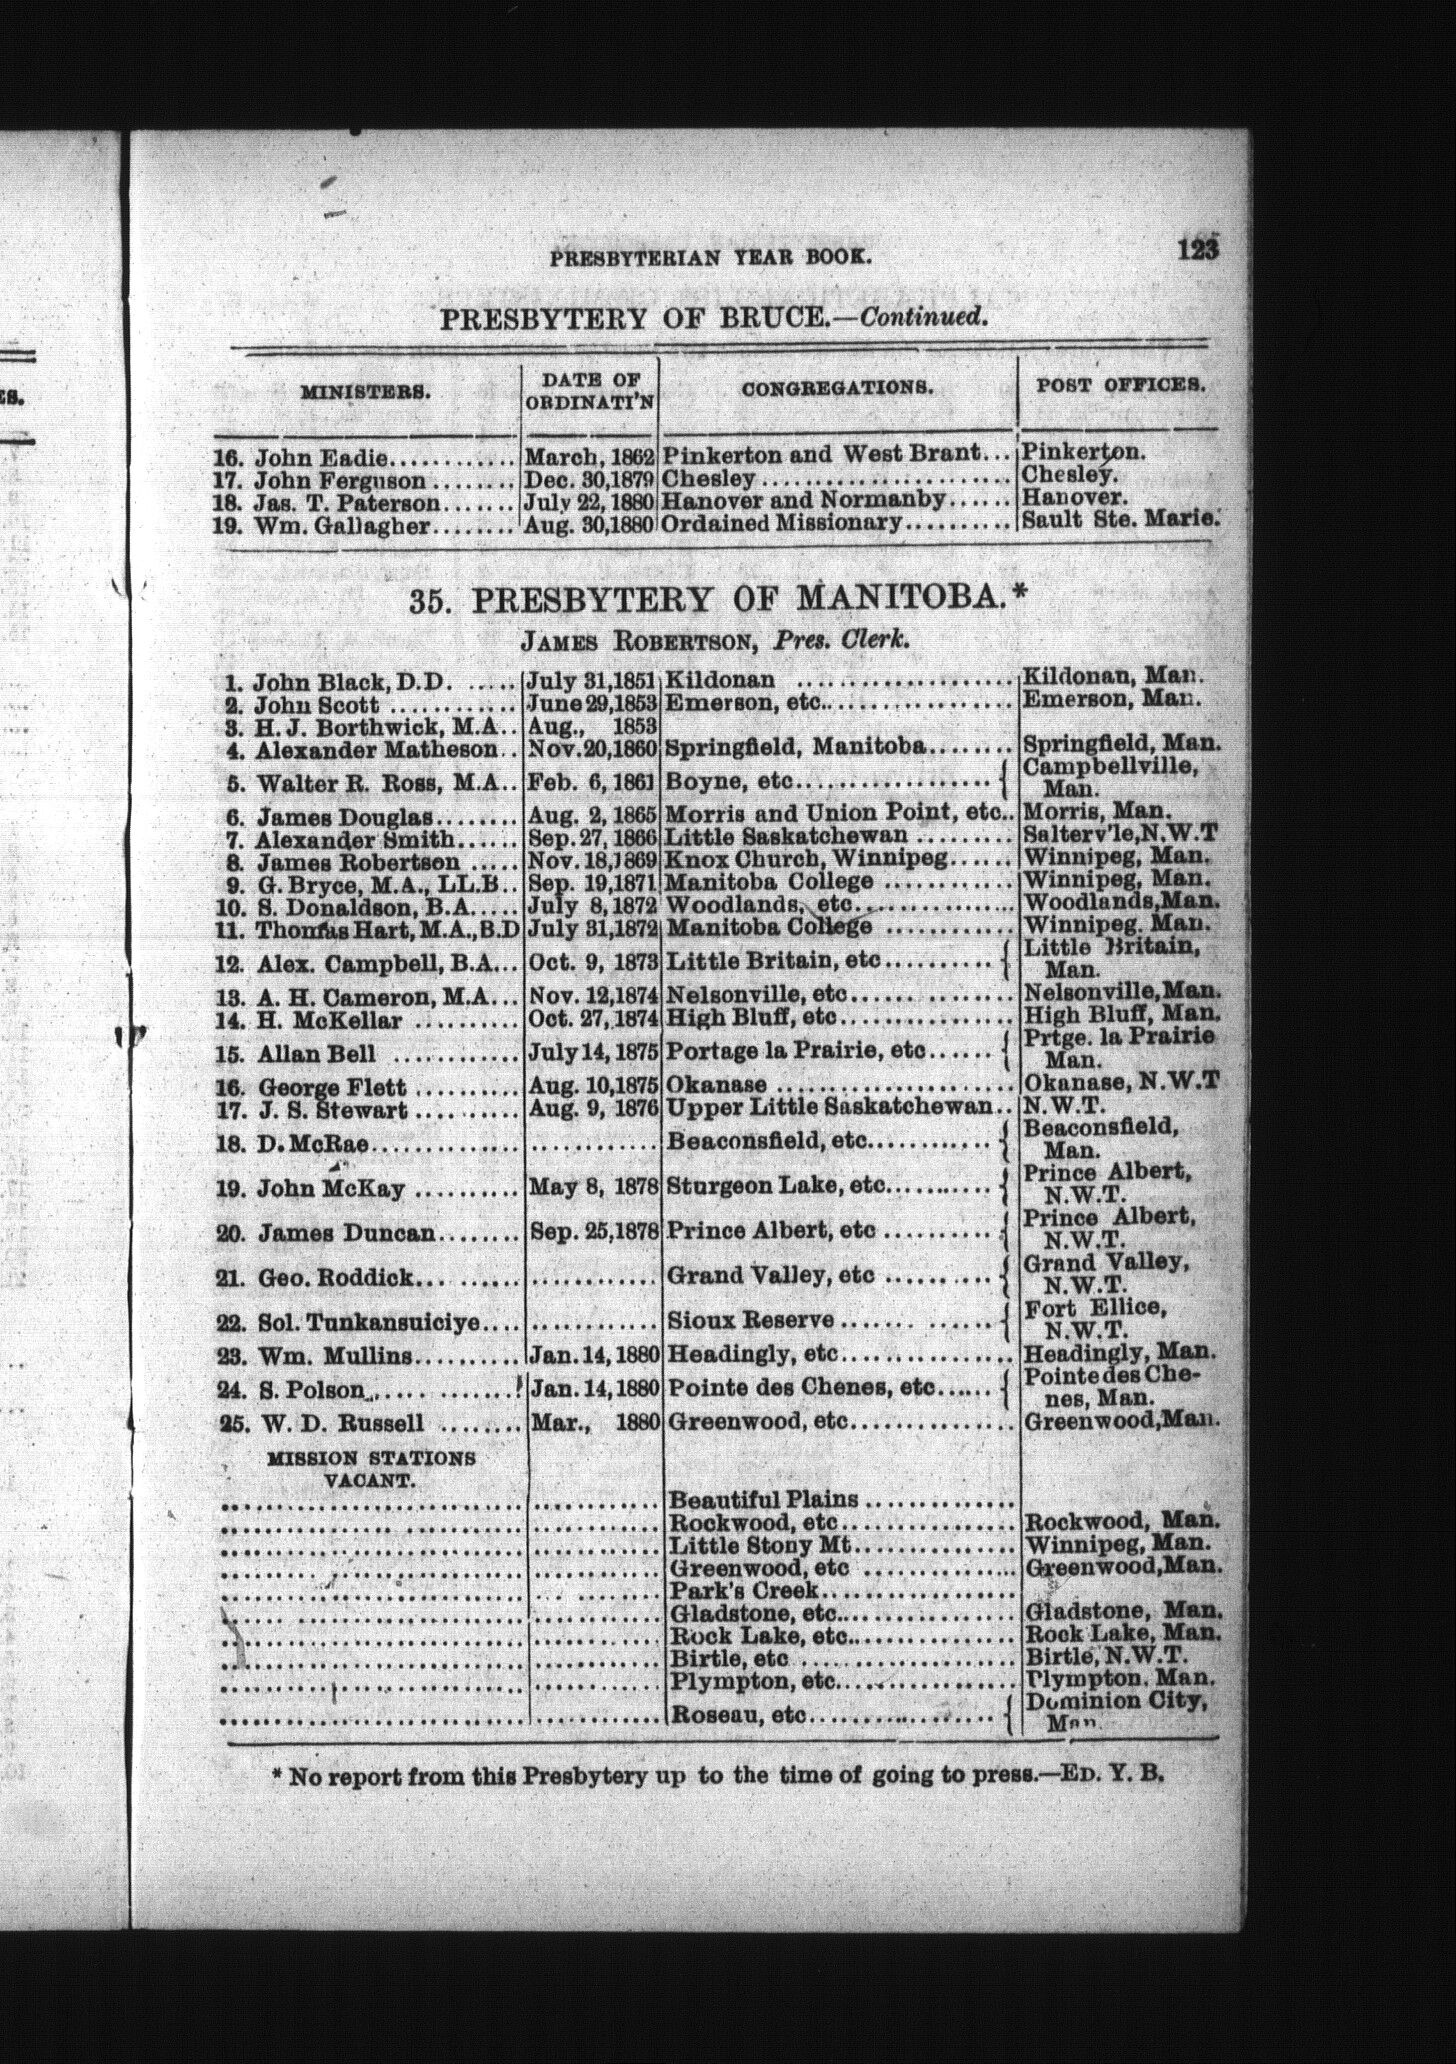 ES.
PRESBYTERIAN YEAR BOOK. 123
PRESBYTERY OF BRUCE.—Continued.
MINISTERS. DATE OF ORDINATI'N CONGREGATIONS. POST OFFICES.
16. John Eadie............ March, 1862 Pinkerton and West Brant... Pinkerton.
17. John Ferguson........ Dec. 30,1879 Chesley........................ Chesley.
18. Jas. T. Paterson....... July 22, 1880 Hanover and Normanby...... Hanover.
19. Wm. Gallagher........ Aug. 30,1880 Ordained Missionary.......... Sault Ste. Marie.
35. PRESBYTERY OF MANITOBA.*
JAMES ROBERTSON, Pres. Clerk.
1. John Black, D.D. ..... July 31,1851 Kildonan ..................... Kildonan, Man.
2. John Scott ............ June 29,1853 Emerson, etc.................. Emerson, Man.
3. H. J. Borthwick, M.A.. Aug., 1853
4. Alexander Matheson.. Nov.20,1860 Springfield, Manitoba........ Springfield, Man.
5. Walter R. Ross, M.A.. Feb. 6, 1861 Boyne, etc.................... { Campbellville,
Man.
6. James Douglas........ Aug. 2, 1865 Morris and Union Point, etc.. Morris, Man.
7. Alexander Smith...... Sep. 27, 1866 Little Saskatchewan ......... Salterv'le,N.W.T
8. James Robertson ..... Nov. 18,1869 Knox Church, Winnipeg...... Winnipeg, Man.
9. G. Bryce, M.A., LL.B.. Sep. 19,1871 Manitoba College ............ Winnipeg, Man.
10. S. Donaldson, B.A..... July 8, 1872 Woodlands, etc............... Woodlands,Man.
11. Thomas Hart, M.A.,B.D July 31,1872 Manitoba College ............ Winnipeg. Man.
12. Alex. Campbell, B.A... Oct. 9, 1873 Little Britain, etc.......... { Little Britain,
Man.
13. A. H. Cameron, M.A... Nov. 12,1874 Nelsonville, etc............... Nelsonville,Man.
14. H. McKellar .......... Oct. 27, 1874 High Bluff, etc................ High Bluff, Man.
15. Allan Bell ............ July 14, 1875 Portage la Prairie, etc...... { Prtge. la Prairie
Man.
16. George Flett .......... Aug. 10,1875 Okanase ....................... Okanase, N.W.T
17. J. S. Stewart .......... Aug. 9, 1876 Upper Little Saskatchewan.. N.W.T.
18. D. McRae.............. ............ Beaconsfield, etc............ { Beaconsfield,
Man.
19. John McKay .......... May 8, 1878 Sturgeon Lake, etc.......... { Prince Albert,
N.W.T.
20. James Duncan........ Sep. 25,1878 Prince Albert, etc .......... { Prince Albert,
N.W.T.
21. Geo. Roddick.......... ............ Grand Valley, etc .......... { Grand Valley,
N.W.T.
22. Sol. Tunkansuiciye.... ............ Sioux Reserve .............. { Fort Ellice,
N.W.T.
23. Wm. Mullins.......... Jan. 14, 1880 Headingly, etc................ Headingly, Man.
24. S. Polson.............. Jan. 14, 1880 Pointe des Chenes, etc...... { Pointe des Che-
nes, Man.
25. W. D. Russell ........ Mar., 1880 Greenwood, etc............... Greenwood,Man.
MISSION STATIONS
VACANT.
Beautiful Plains ..............
Rockwood, etc................ Rockwood, Man.
Little Stony Mt............... Winnipeg, Man.
Greenwood, etc .............. Greenwood,Man.
Park's Creek..................
Gladstone, etc................. Gladstone, Man.
Rock Lake, etc................ Rock Lake, Man.
Birtle, etc ..................... Birtle, N.W.T.
Plympton, etc................. Plympton. Man.
Roseau, etc................... { Dominion City,
Man.
* No report from this Presbytery up to the time of going to press.—ED. Y. B.